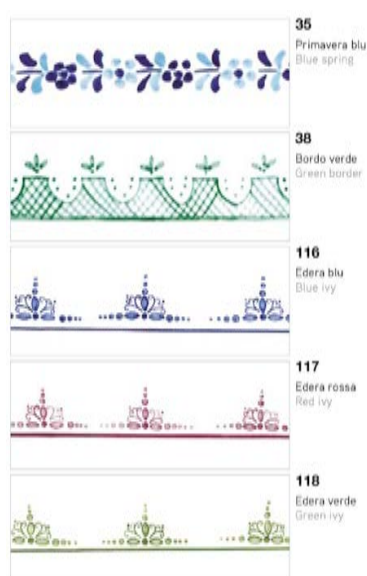 35
Primavera blu
Blue spring
38
Bordo verde
Green border
116
Edera blu
Blue ivy
117
Edera rossa
Red ivy
118
Edera verde
Green ivy